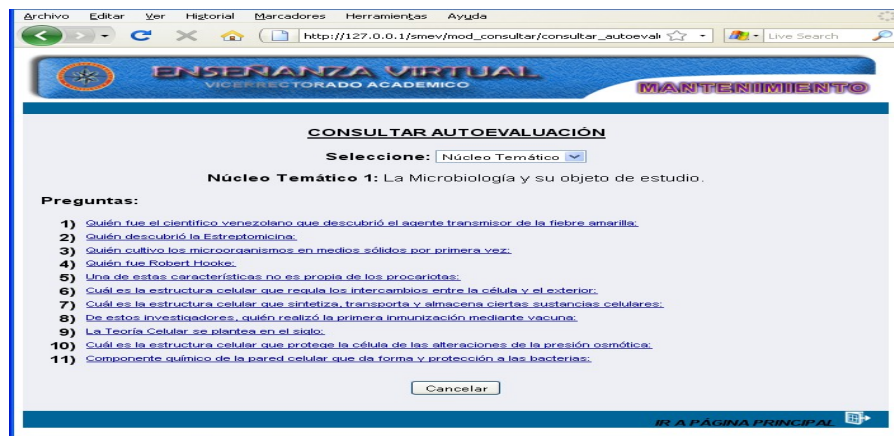 Archivo Editar Ver Historial Marcadores Herramientas Ayuda
http://127.0.0.1/smev/mod_consultar/consultar_autoevalu Live Search
ENSEÑANZA VIRTUAL
VICERRECTORADO ACADEMICO
MANTENIMIENTO
CONSULTAR AUTOEVALUACIÓN
Seleccione: Núcleo Temático
Núcleo Temático 1: La Microbiología y su objeto de estudio.
Preguntas:
1) Quién fue el cientifico venezolano que descubrió el agente transmisor de la fiebre amarilla:
2) Quién descubrió la Estreptomicina:
3) Quién cultivo los microorganismos en medios sólidos por primera vez:
4) Quién fue Robert Hooke:
5) Una de estas características no es propia de los procariotas:
6) Cuál es la estructura celular que regula los intercambios entre la célula y el exterior:
7) Cuál es la estructura celular que sintetiza, transporta y almacena ciertas sustancias celulares:
8) De estos investigadores, quién realizó la primera inmunización mediante vacuna:
9) La Teoría Celular se plantea en el siglo:
10) Cuál es la estructura celular que protege la célula de las alteraciones de la presión osmótica:
11) Componente químico de la pared celular que da forma y protección a las bacterias:
Cancelar
IR A PÁGINA PRINCIPAL